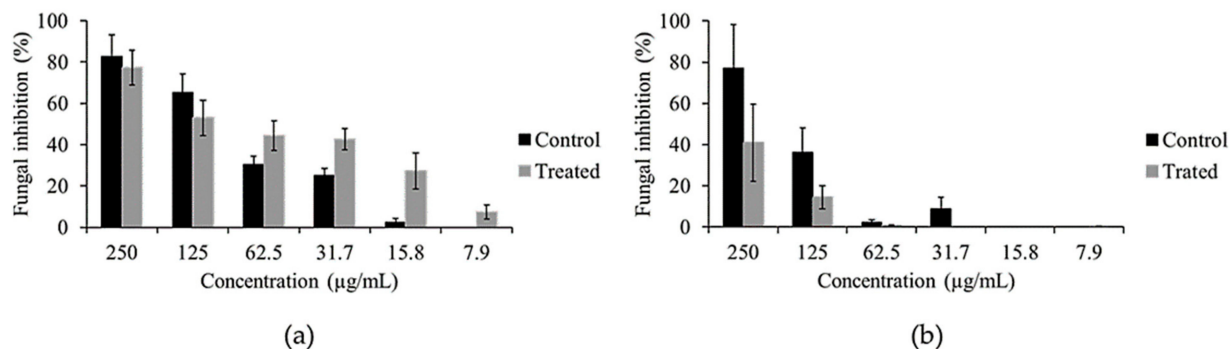 100
80
60
40
20
0
Fungal inhibition (%)
250 125 62.5 31.7 15.8 7.9
Concentration (µg/mL)
Control
Treated
(a)
100
80
60
40
20
0
Fungal inhibition (%)
250 125 62.5 31.7 15.8 7.9
Concentration (µg/mL)
Control
Trated
(b)